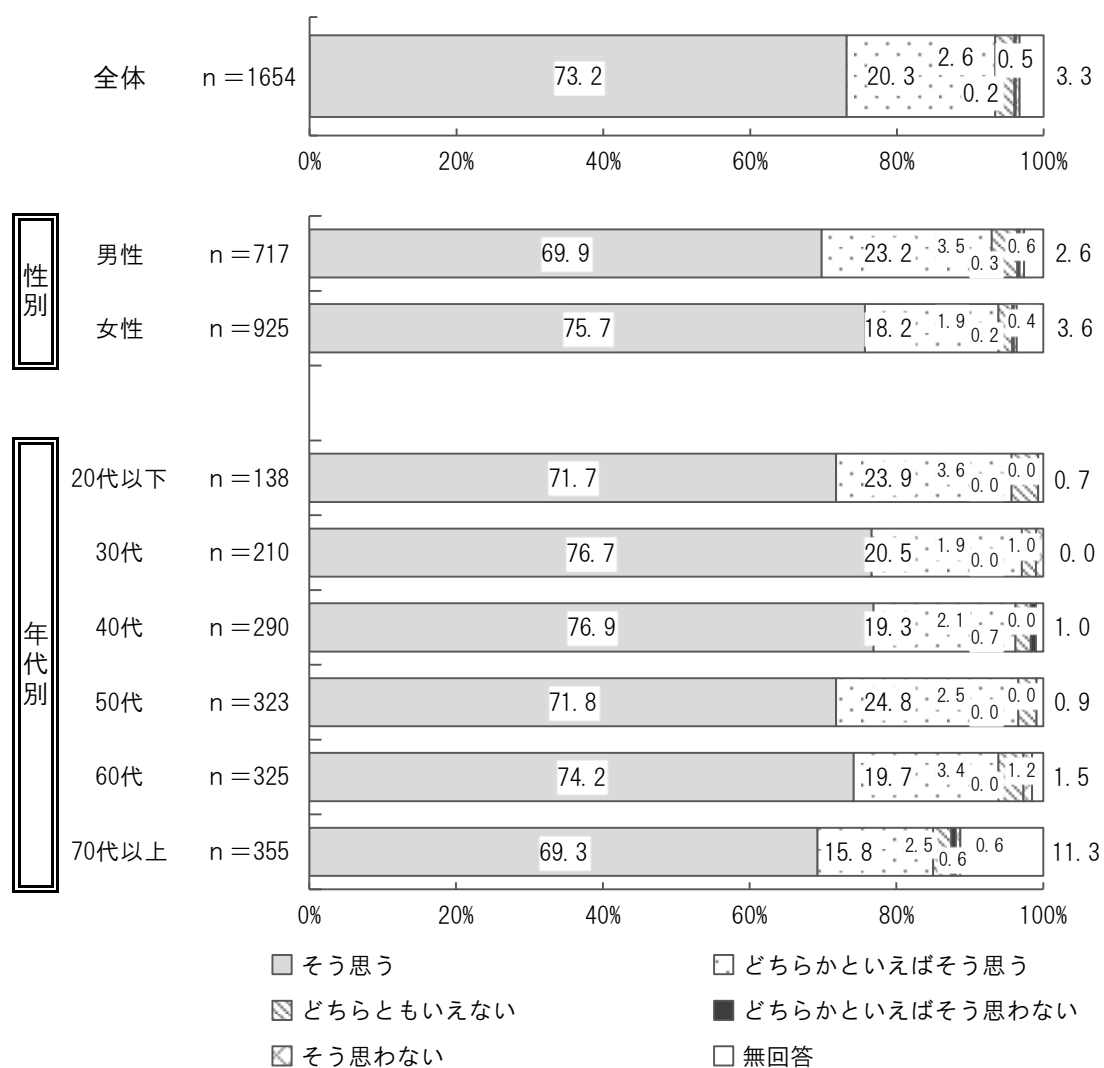 全体 n=1654 73.2 20.3 2.6 0.2 0.5 3.3
0% 20% 40% 60% 80% 100%
性別
男性 n=717 69.9 23.2 3.5 0.3 0.6 2.6
女性 n=925 75.7 18.2 1.9 0.2 0.4 3.6
年代別
20代以下 n=138 71.7 23.9 3.6 0.0 0.0 0.7
30代 n=210 76.7 20.5 1.9 0.0 1.0 0.0
40代 n=290 76.9 19.3 2.1 0.7 0.0 1.0
50代 n=323 71.8 24.8 2.5 0.0 0.0 0.9
60代 n=325 74.2 19.7 3.4 0.0 1.2 1.5
70代以上 n=355 69.3 15.8 2.5 0.6 0.6 11.3
0% 20% 40% 60% 80% 100%
そう思う どちらかといえばそう思う
どちらともいえない どちらかといえばそう思わない
そう思わない 無回答